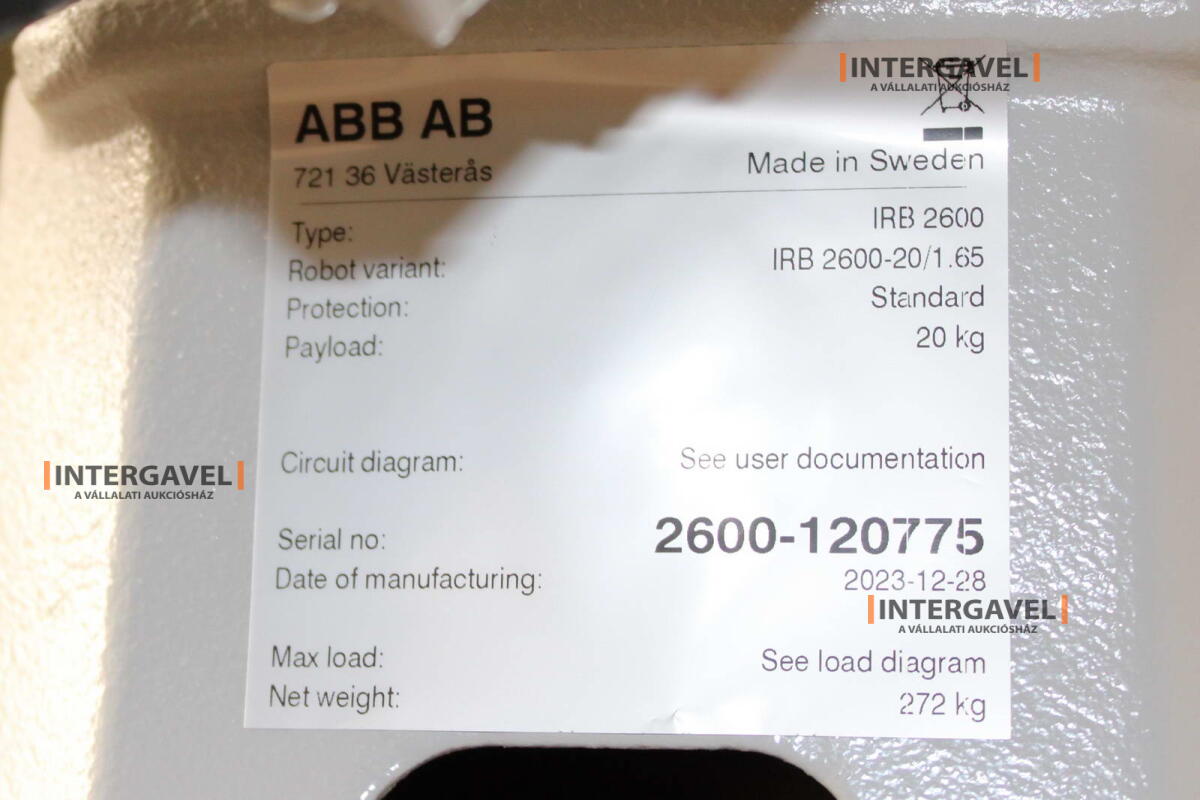 INTERGAVEL
A VÁLLALATI AUKCIÓSHÁZ
ABB AB
721 36 Västerås
Made in Sweden
Type: IRB 2600
Robot variant: IRB 2600-20/1.65
Protection: Standard
Payload: 20 kg
Circuit diagram: See user documentation
INTERGAVEL
A VÁLLALATI AUKCIÓSHÁZ
Serial no: 2600-120775
Date of manufacturing: 2023-12-28
INTERGAVEL
A VÁLLALATI AUKCIÓSHÁZ
Max load: See load diagram
Net weight: 272 kg